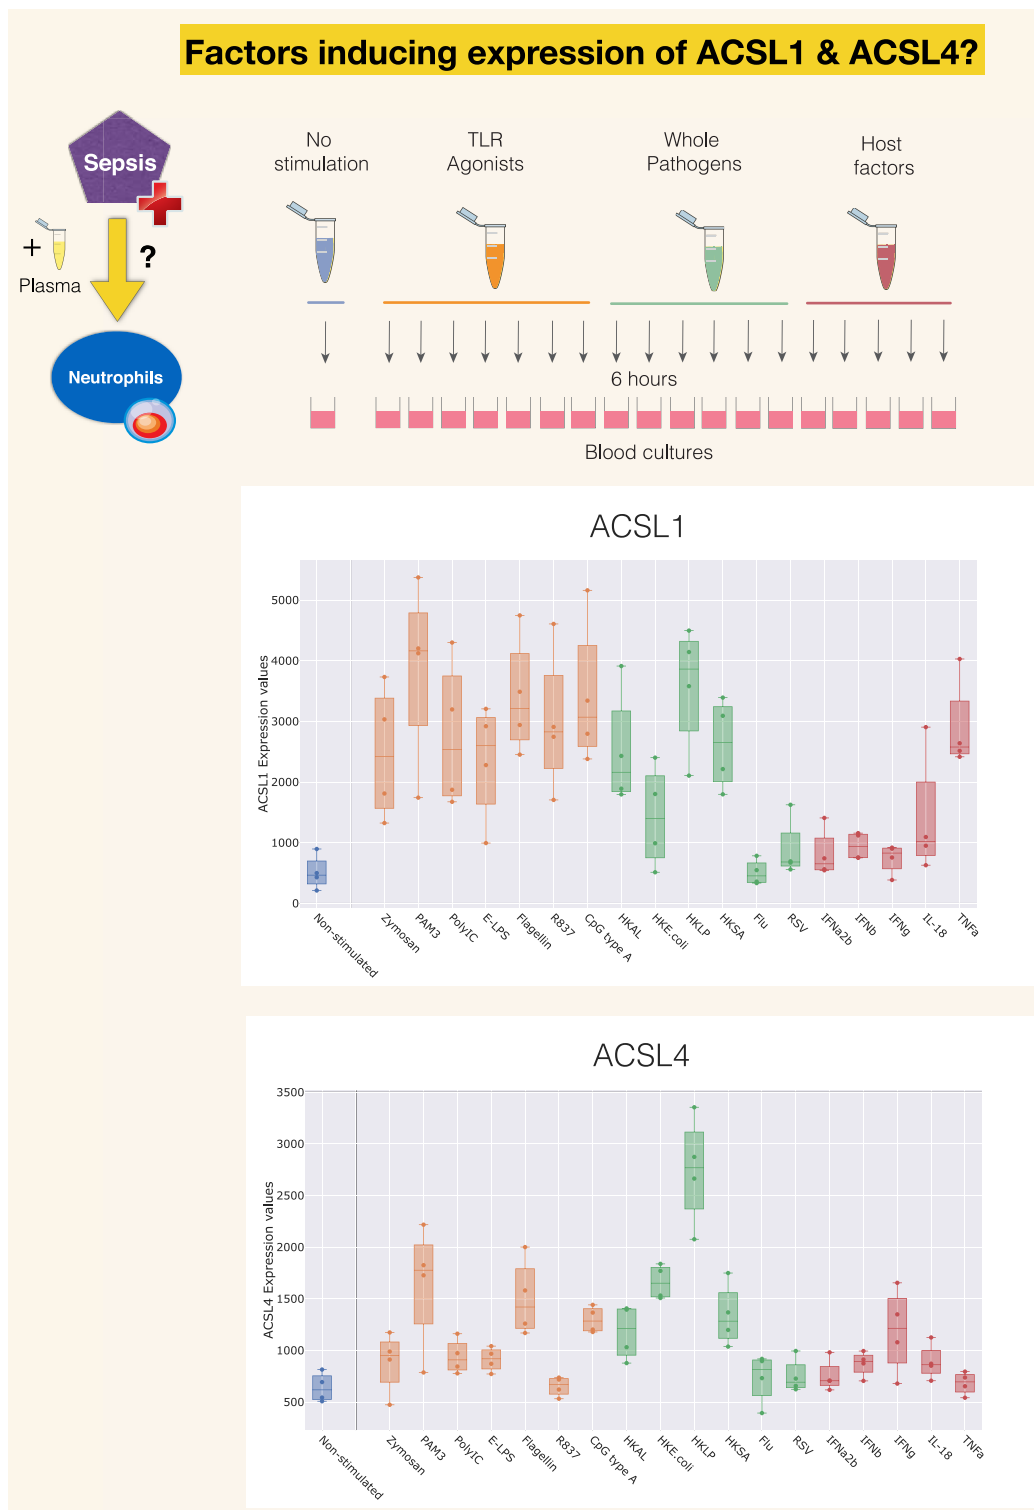 Factors inducing expression of ACSL1 & ACSL4?
Sepsis
+
Plasma
?
Neutrophils
No
stimulation
TLR
Agonists
Whole
Pathogens
Host
factors
6 hours
Blood cultures
ACSL1
ACSL1 Expression values
5000
4000
3000
2000
1000
0
Non-stimulated
Zymosan
PAM3
PolyIC
E-LPS
Flagellin
R837
CpG type A
HKAL
HKE.coli
HKLP
HKSA
Flu
RSV
IFNa2b
IFNb
IFNg
IL-18
TNFa
ACSL4
ACSL4 Expression values
3500
3000
2500
2000
1500
1000
500
Non-stimulated
Zymosan
PAM3
PolyIC
E-LPS
Flagellin
R837
CpG type A
HKAL
HKE.coli
HKLP
HKSA
Flu
RSV
IFNa2b
IFNb
IFNg
IL-18
TNFa